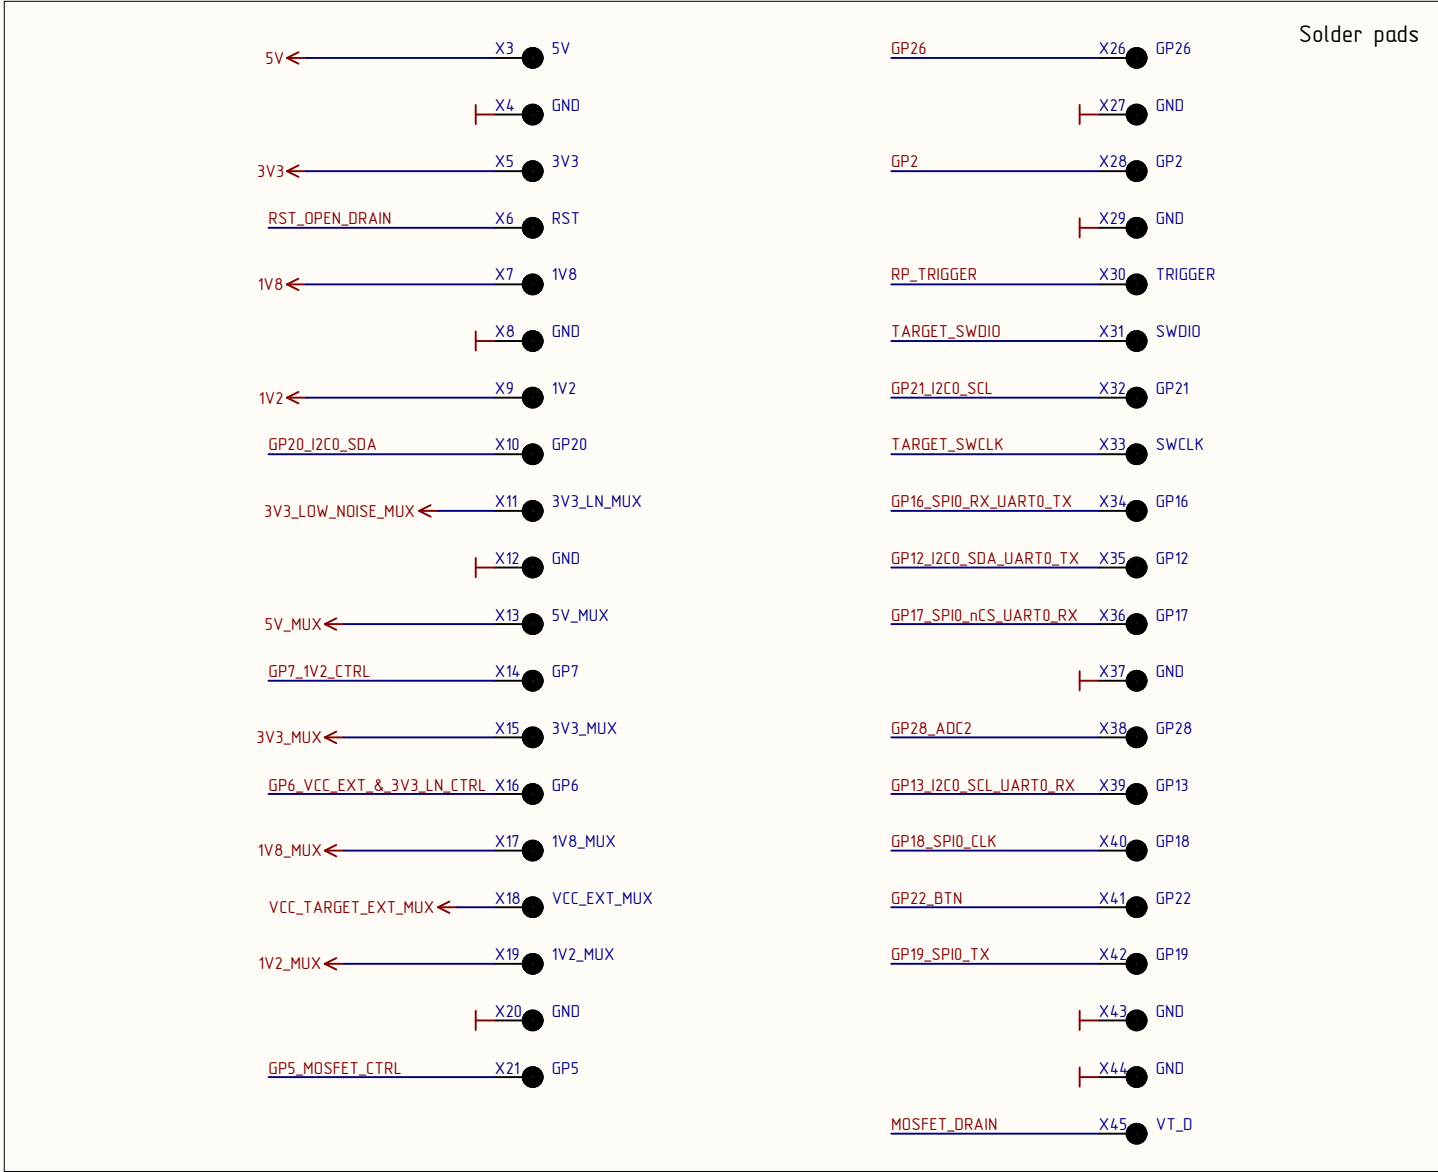 Solder pads
5V X3 5V
X4 GND
3V3 X5 3V3
RST_OPEN_DRAIN X6 RST
1V8 X7 1V8
X8 GND
1V2 X9 1V2
GP20_I2C0_SDA X10 GP20
3V3_LOW_NOISE_MUX X11 3V3_LN_MUX
X12 GND
5V_MUX X13 5V_MUX
GP7_1V2_CTRL X14 GP7
3V3_MUX X15 3V3_MUX
GP6_VCC_EXT_&_3V3_LN_CTRL X16 GP6
1V8_MUX X17 1V8_MUX
VCC_TARGET_EXT_MUX X18 VCC_EXT_MUX
1V2_MUX X19 1V2_MUX
X20 GND
GP5_MOSFET_CTRL X21 GP5
GP26 X26 GP26
X27 GND
GP2 X28 GP2
X29 GND
RP_TRIGGER X30 TRIGGER
TARGET_SWDIO X31 SWDIO
GP21_I2C0_SCL X32 GP21
TARGET_SWCLK X33 SWCLK
GP16_SPI0_RX_UART0_TX X34 GP16
GP12_I2C0_SDA_UART0_TX X35 GP12
GP17_SPI0_nCS_UART0_RX X36 GP17
X37 GND
GP28_ADC2 X38 GP28
GP13_I2C0_SCL_UART0_RX X39 GP13
GP18_SPI0_CLK X40 GP18
GP22_BTN X41 GP22
GP19_SPI0_TX X42 GP19
X43 GND
X44 GND
MOSFET_DRAIN X45 VT_D